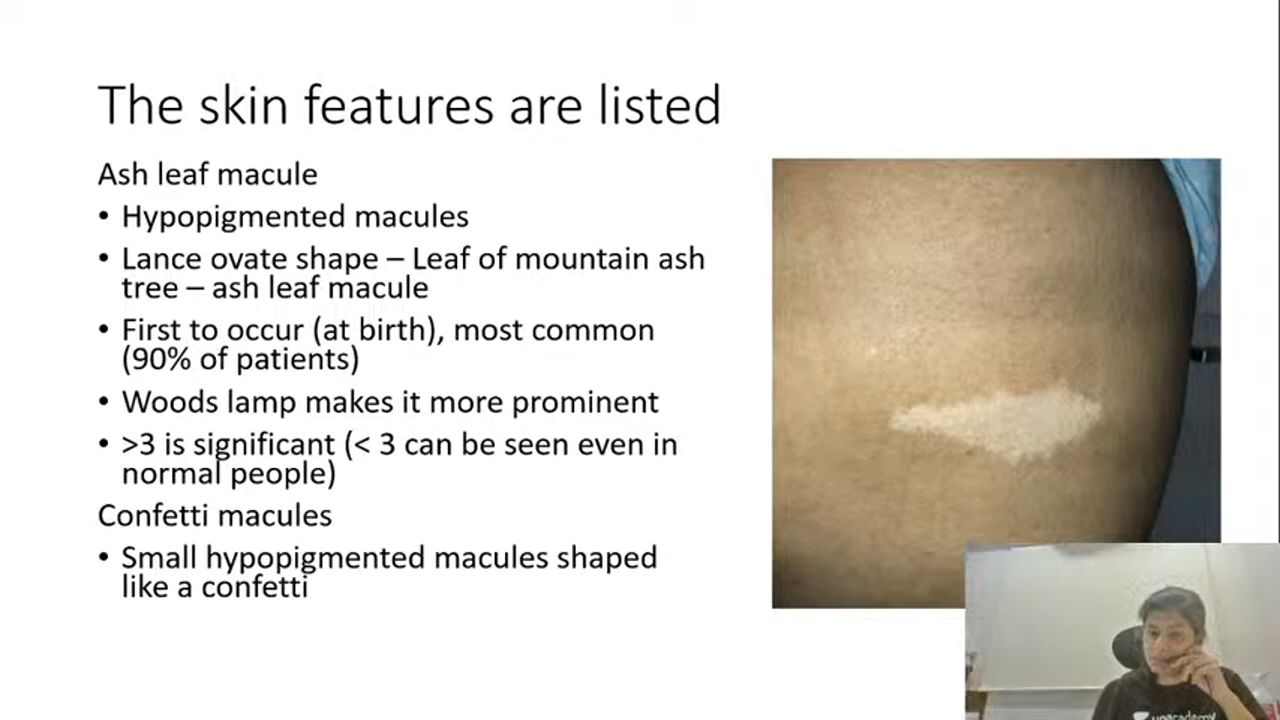 The skin features are listed
Ash leaf macule
• Hypopigmented macules
• Lance ovate shape – Leaf of mountain ash
tree – ash leaf macule
• First to occur (at birth), most common
(90% of patients)
• Woods lamp makes it more prominent
• >3 is significant (< 3 can be seen even in
normal people)
Confetti macules
• Small hypopigmented macules shaped
like a confetti
unacademy